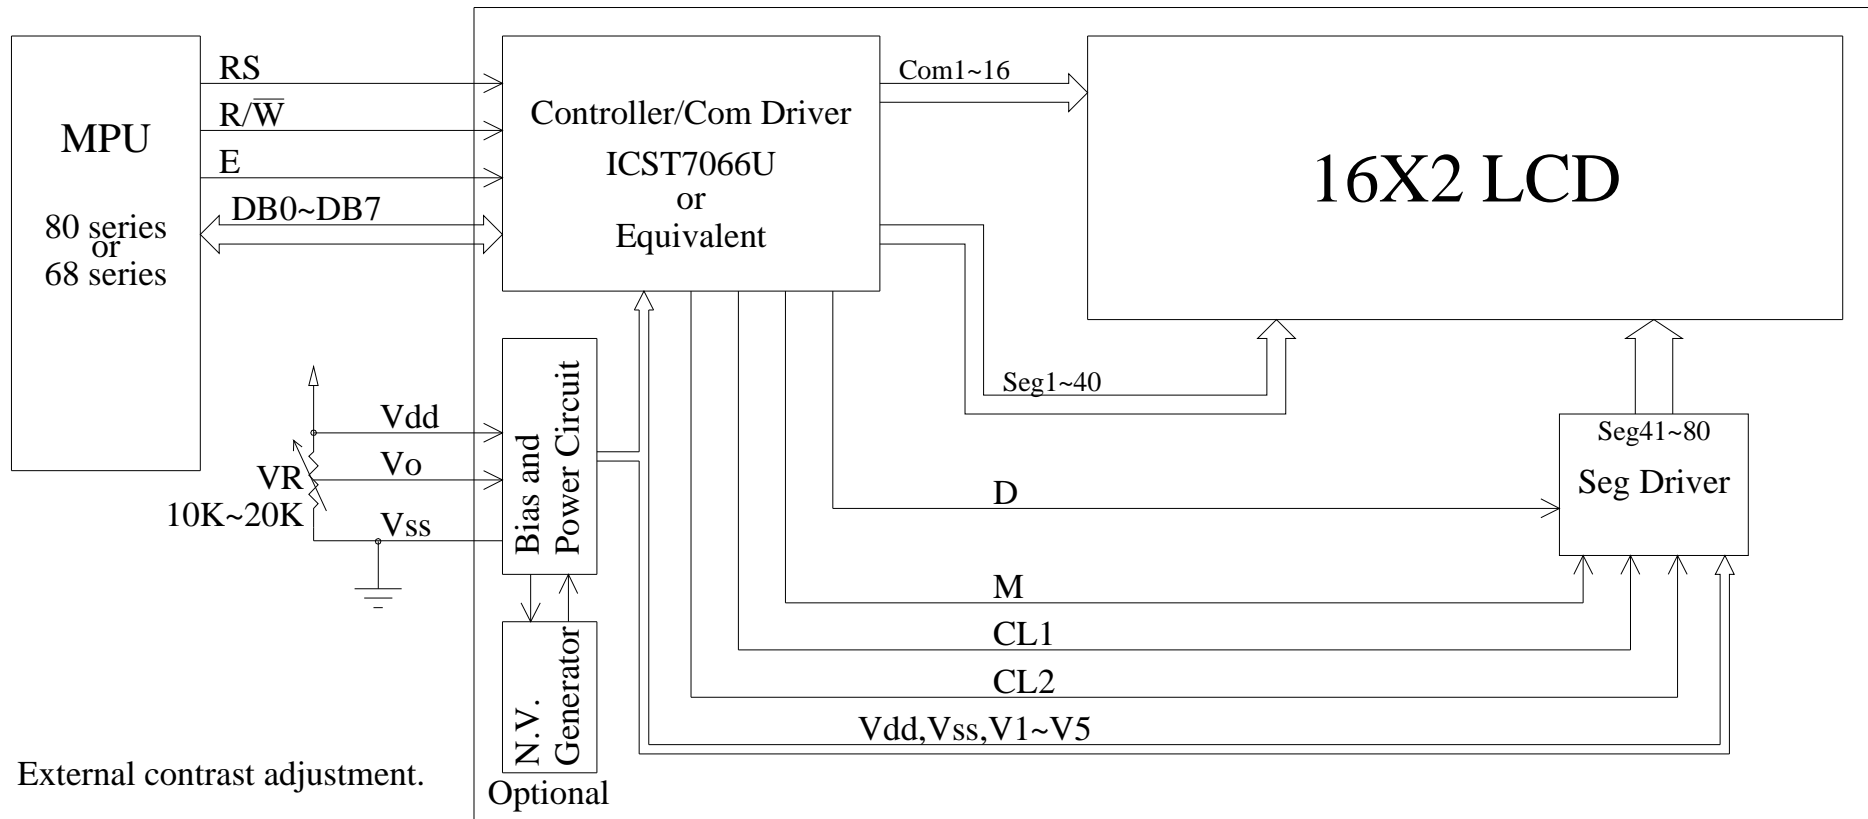 MPU
80 series
or
68 series
RS
R/W̅
E
DB0~DB7
Controller/Com Driver
ICST7066U
or
Equivalent
Com1~16
16X2 LCD
Seg1~40
Seg41~80
Seg Driver
Vdd
Vo
Vss
VR
10K~20K
Bias and
Power Circuit
N.V.
Generator
Optional
D
M
CL1
CL2
Vdd,Vss,V1~V5
External contrast adjustment.